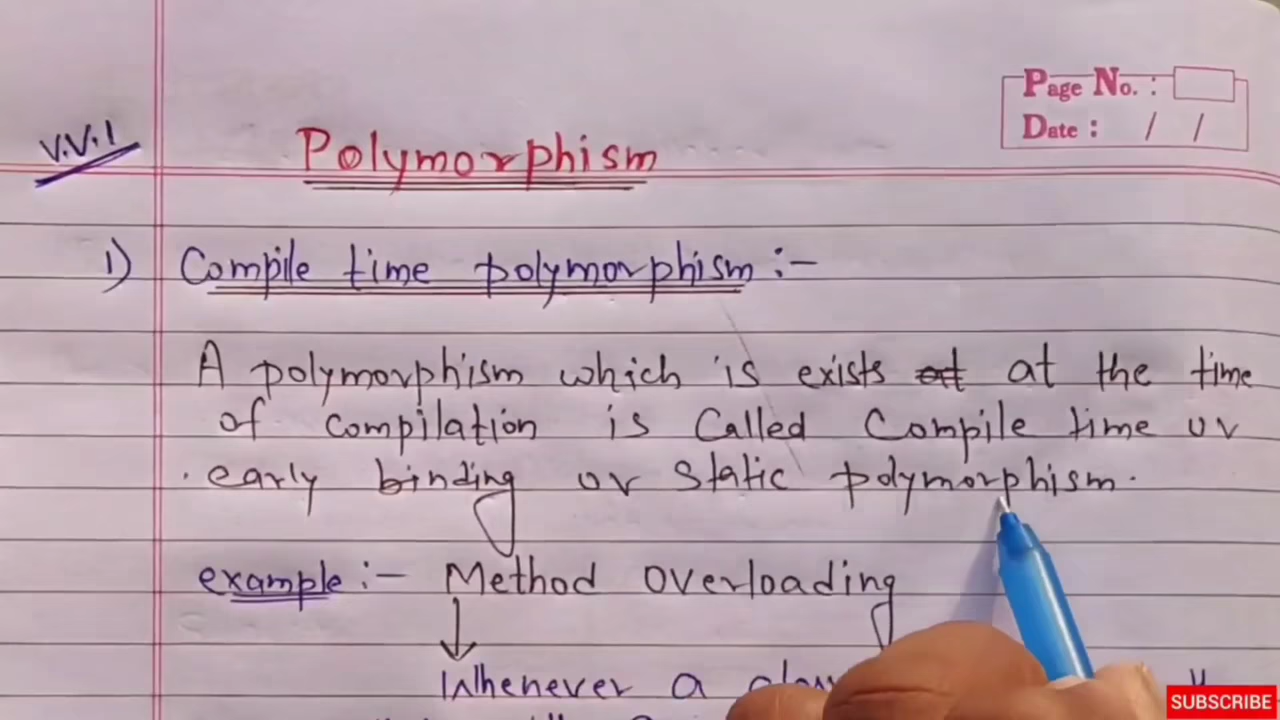 Page No. :
Date : / /
V.V.I
Polymorphism
1) Compile time polymorphism :-
A polymorphism which is exists at at the time
of compilation is called Compile time or
early binding or static polymorphism.
example :- Method overloading
Whenever a
SUBSCRIBE